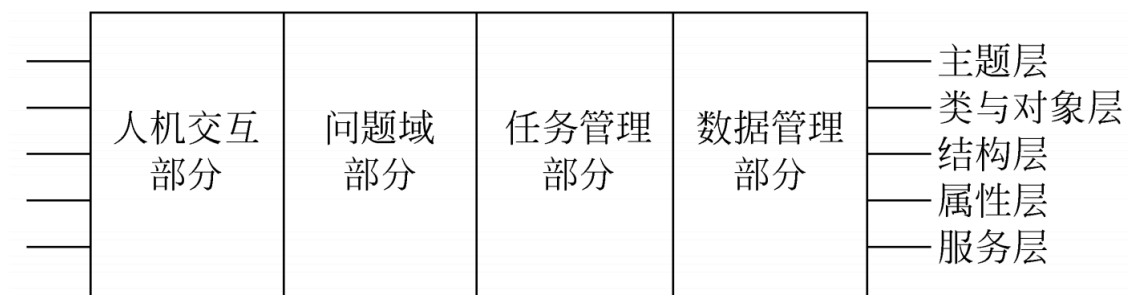 人机交互
部分
问题域
部分
任务管理
部分
数据管理
部分
主题层
类与对象层
结构层
属性层
服务层